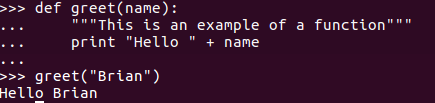 >>> def greet(name):
...     """This is an example of a function"""
...     print "Hello " + name
...
>>> greet("Brian")
Hello Brian